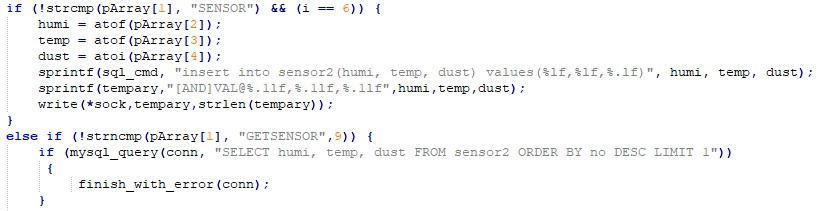 if (!strcmp(pArray[1], "SENSOR") && (i == 6)) {
humi = atof(pArray[2]);
temp = atof(pArray[3]);
dust = atoi(pArray[4]);
sprintf(sql_cmd, "insert into sensor2(humi, temp, dust) values(%lf,%lf,%.lf)", humi, temp, dust);
sprintf(tempary,"[AND]VAL@%.1lf,%.1lf,%.1lf",humi,temp,dust);
write(*sock,tempary,strlen(tempary));
}
else if (!strncmp(pArray[1], "GETSENSOR",9)) {
if (mysql_query(conn, "SELECT humi, temp, dust FROM sensor2 ORDER BY no DESC LIMIT 1"))
{
finish_with_error(conn);
}